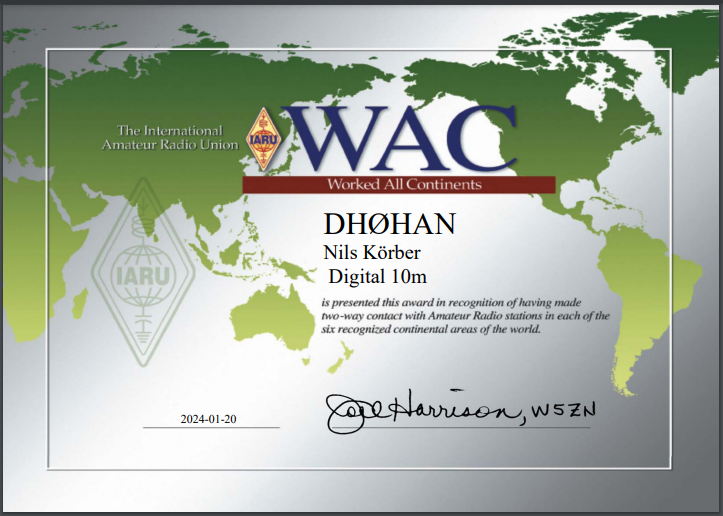 The International
Amateur Radio Union
IARU
WAC
Worked All Continents
DHØHAN
Nils Körber
Digital 10m
is presented this award in recognition of having made
two-way contact with Amateur Radio stations in each of the
six recognized continental areas of the world.
IARU
2024-01-20
Joel Harrison, W5ZN